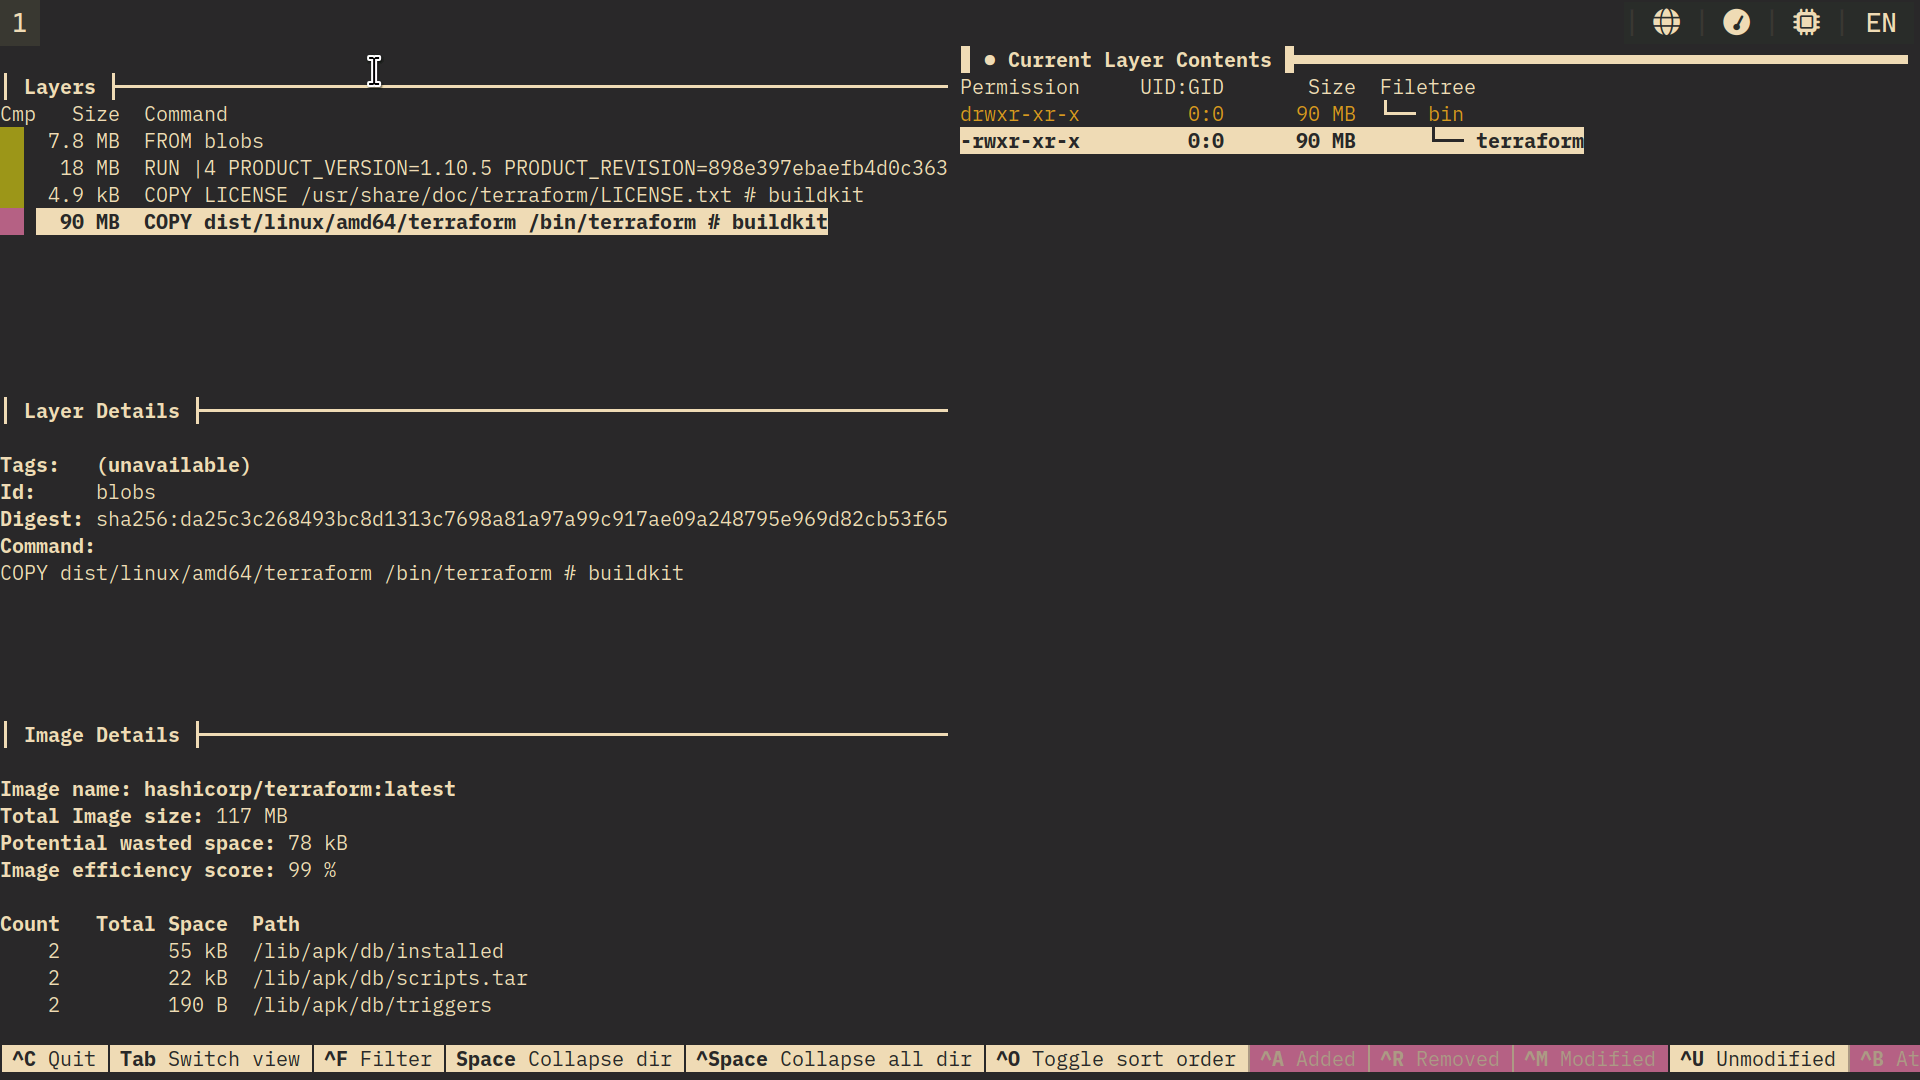 1
EN
Layers
Cmp Size Command
7.8 MB FROM blobs
18 MB RUN |4 PRODUCT_VERSION=1.10.5 PRODUCT_REVISION=898e397ebaefb4d0c363
4.9 kB COPY LICENSE /usr/share/doc/terraform/LICENSE.txt # buildkit
90 MB COPY dist/linux/amd64/terraform /bin/terraform # buildkit
● Current Layer Contents
Permission UID:GID Size Filetree
drwxr-xr-x 0:0 90 MB └── bin
-rwxr-xr-x 0:0 90 MB └── terraform
Layer Details
Tags: (unavailable)
Id: blobs
Digest: sha256:da25c3c268493bc8d1313c7698a81a97a99c917ae09a248795e969d82cb53f65
Command:
COPY dist/linux/amd64/terraform /bin/terraform # buildkit
Image Details
Image name: hashicorp/terraform:latest
Total Image size: 117 MB
Potential wasted space: 78 kB
Image efficiency score: 99 %
Count Total Space Path
2 55 kB /lib/apk/db/installed
2 22 kB /lib/apk/db/scripts.tar
2 190 B /lib/apk/db/triggers
^C Quit Tab Switch view ^F Filter Space Collapse dir ^Space Collapse all dir ^O Toggle sort order ^A Added ^R Removed ^M Modified ^U Unmodified ^B At